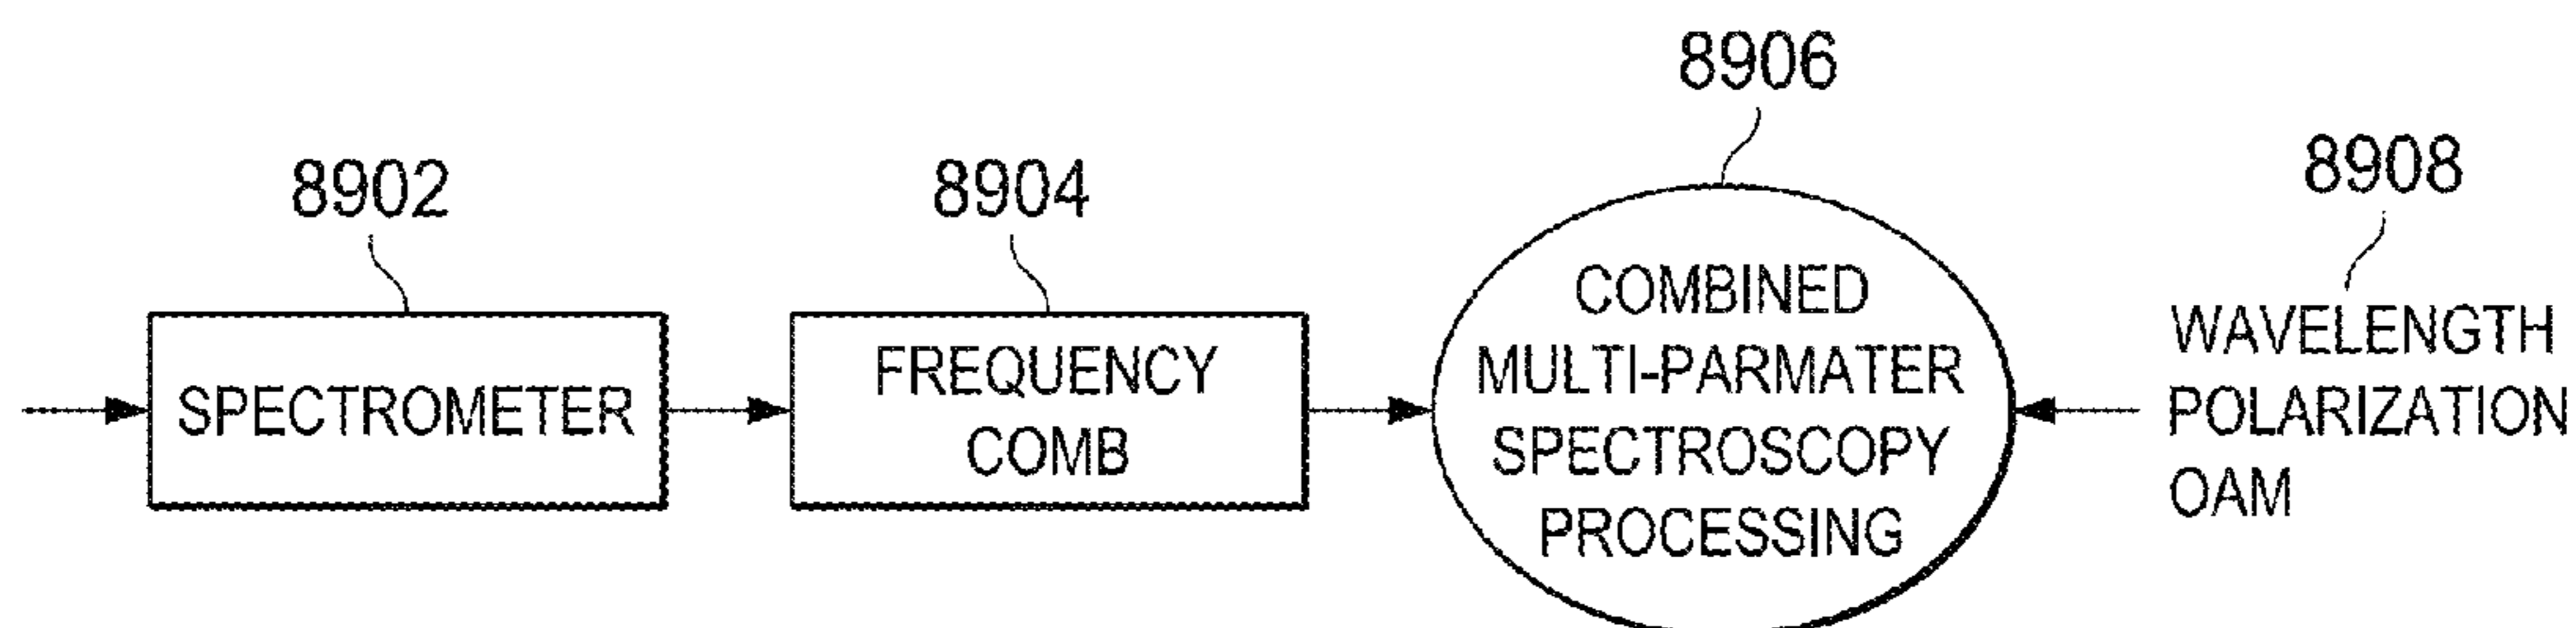 8906
8908
8902
8904
COMBINED
MULTI-PARMATER
SPECTROSCOPY
PROCESSING
WAVELENGTH
POLARIZATION
OAM
FREQUENCY
COMB
SPECTROMETER